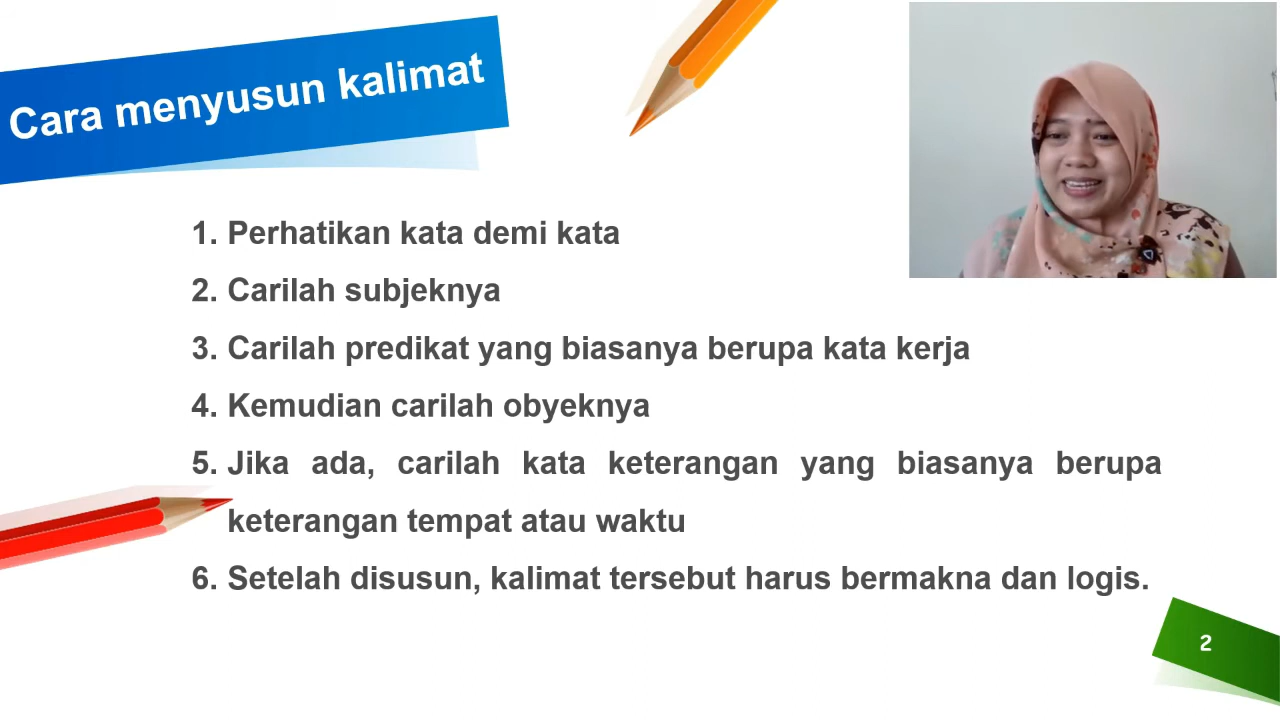 Cara menyusun kalimat
1. Perhatikan kata demi kata
2. Carilah subjeknya
3. Carilah predikat yang biasanya berupa kata kerja
4. Kemudian carilah obyeknya
5. Jika ada, carilah kata keterangan yang biasanya berupa
keterangan tempat atau waktu
6. Setelah disusun, kalimat tersebut harus bermakna dan logis.
2